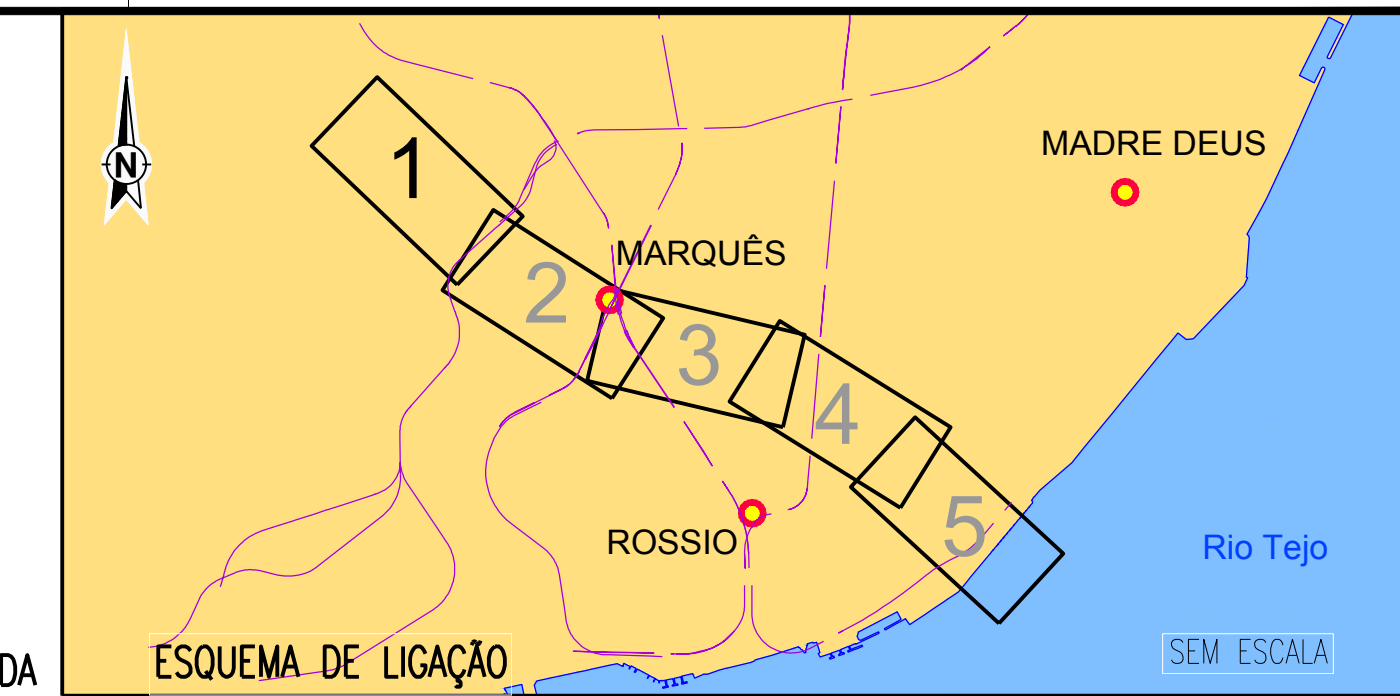 N
MADRE DEUS
1
MARQUÊS
2
3
4
5
ROSSIO
Rio Tejo
ESQUEMA DE LIGAÇÃO
SEM ESCALA
DA